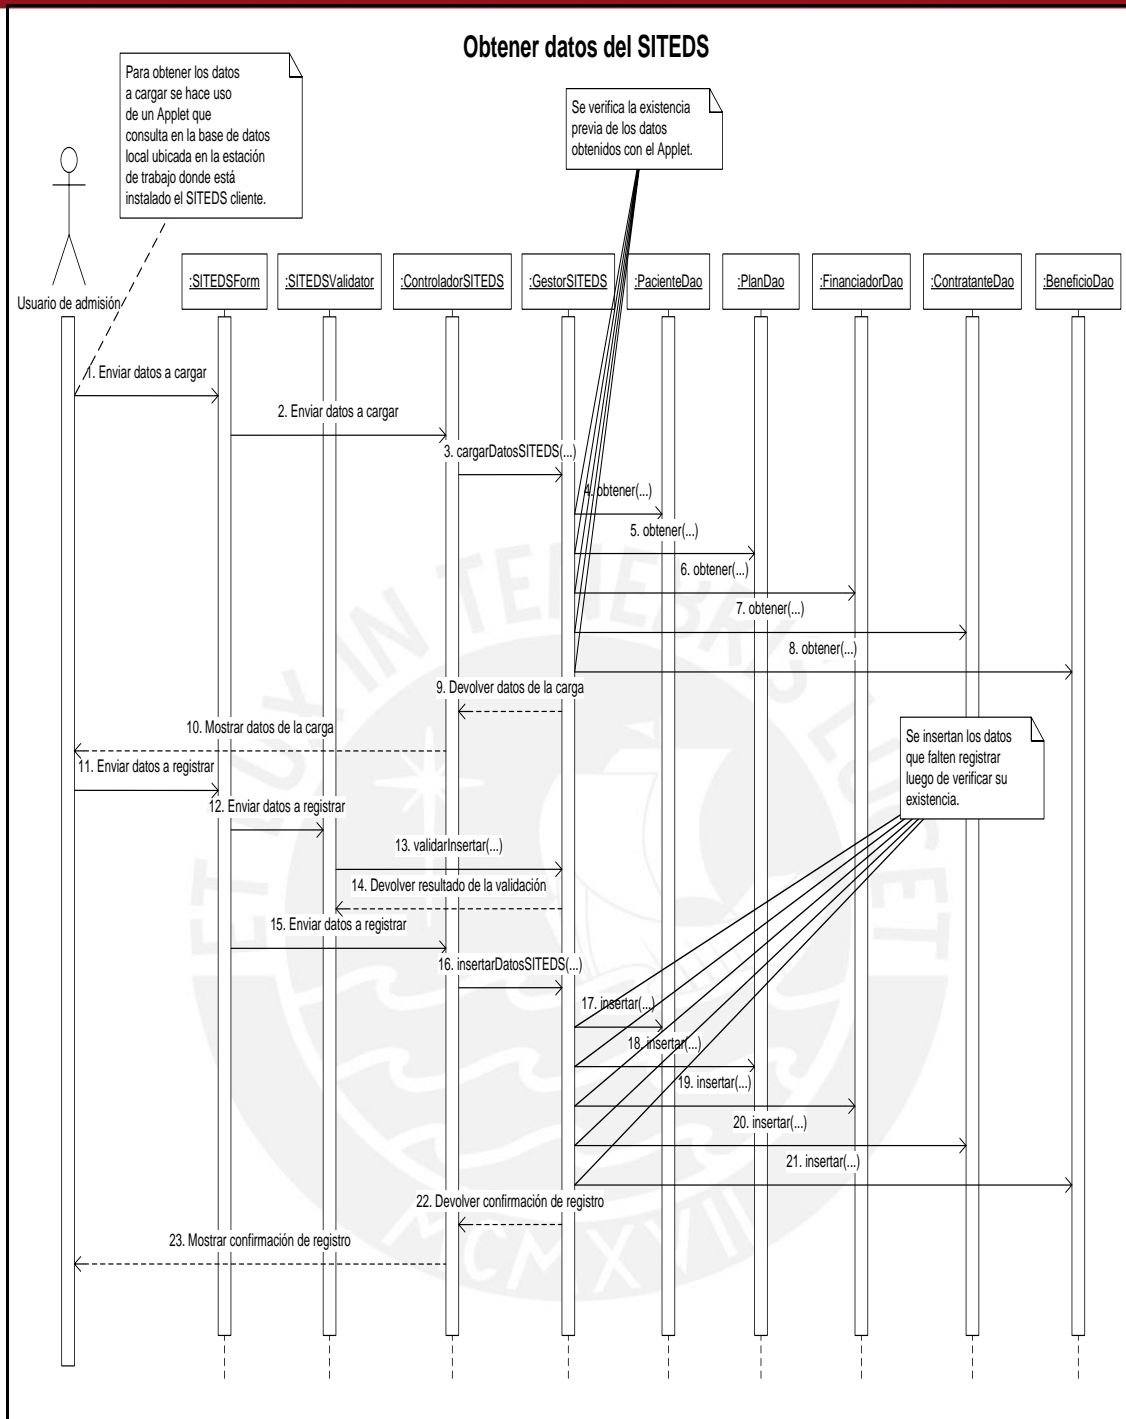 Obtener datos del SITEDS
Para obtener los datos
a cargar se hace uso
de un Applet que
consulta en la base de datos
local ubicada en la estación
de trabajo donde está
instalado el SITEDS cliente.
Se verifica la existencia
previa de los datos
obtenidos con el Applet.
Usuario de admisión
:SITEDSForm
:SITEDSValidator
:ControladorSITEDS
:GestorSITEDS
:PacienteDao
:PlanDao
:FinanciadorDao
:ContratanteDao
:BeneficioDao
1. Enviar datos a cargar
2. Enviar datos a cargar
3. cargarDatosSITEDS(...)
4. obtener(...)
5. obtener(...)
6. obtener(...)
7. obtener(...)
8. obtener(...)
9. Devolver datos de la carga
10. Mostrar datos de la carga
Se insertan los datos
que falten registrar
luego de verificar su
existencia.
11. Enviar datos a registrar
12. Enviar datos a registrar
13. validarInsertar(...)
14. Devolver resultado de la validación
15. Enviar datos a registrar
16. insertarDatosSITEDS(...)
17. insertar(...)
18. insertar(...)
19. insertar(...)
20. insertar(...)
21. insertar(...)
22. Devolver confirmación de registro
23. Mostrar confirmación de registro
ET LUX IN TENEBRIS LUCET
MCMXVII